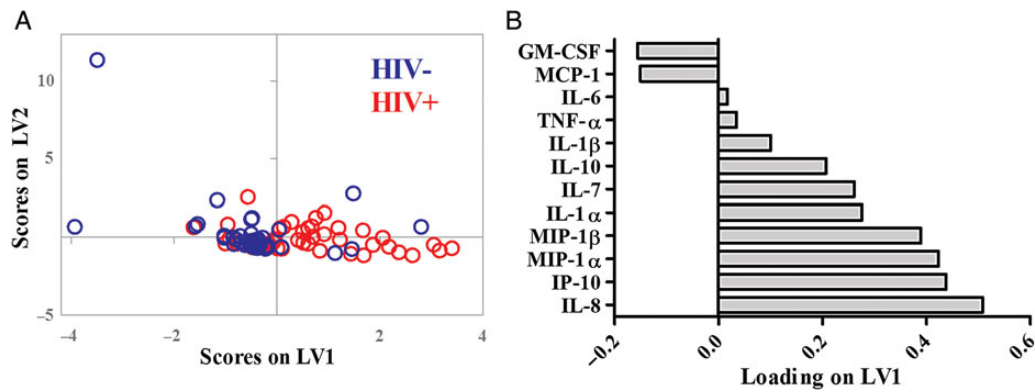 A
HIV-
HIV+
Scores on LV2
10
5
0
−5
−4
−2
0
2
4
Scores on LV1
B
GM-CSF
MCP-1
IL-6
TNF-α
IL-1β
IL-10
IL-7
IL-1α
MIP-1β
MIP-1α
IP-10
IL-8
−0.2
0.0
0.2
0.4
0.6
Loading on LV1